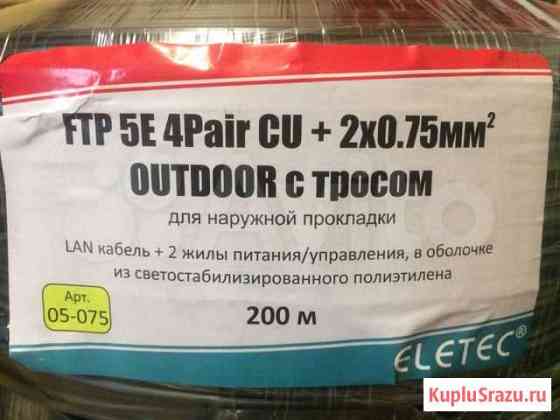 FTP 5E 4Pair CU + 2x0.75мм²
OUTDOOR с тросом
для наружной прокладки
LAN кабель + 2 жилы питания/управления, в оболочке
из светостабилизированного полиэтилена
Арт.
05-075
200 м
ELETEC®
Avito
KupluSrazu.ru